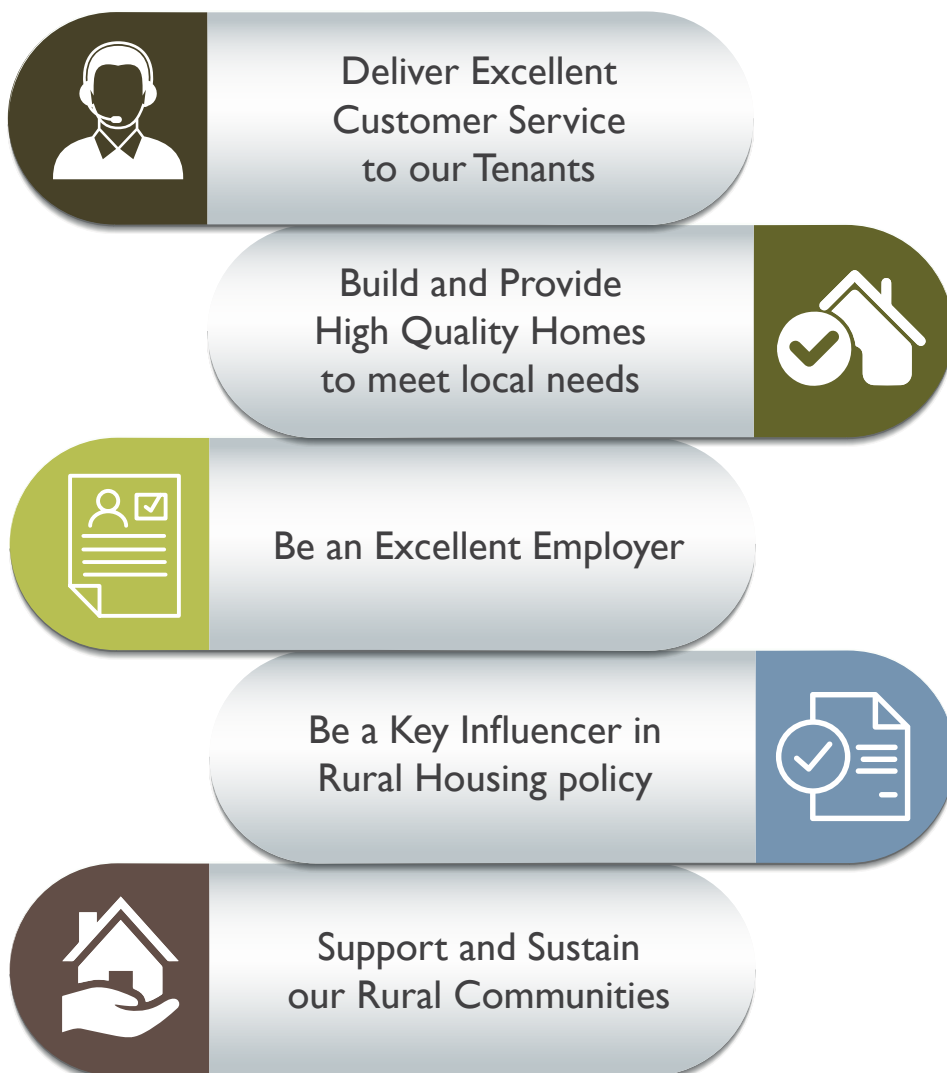 Deliver Excellent
Customer Service
to our Tenants
Build and Provide
High Quality Homes
to meet local needs
Be an Excellent Employer
Be a Key Influencer in
Rural Housing policy
Support and Sustain
our Rural Communities